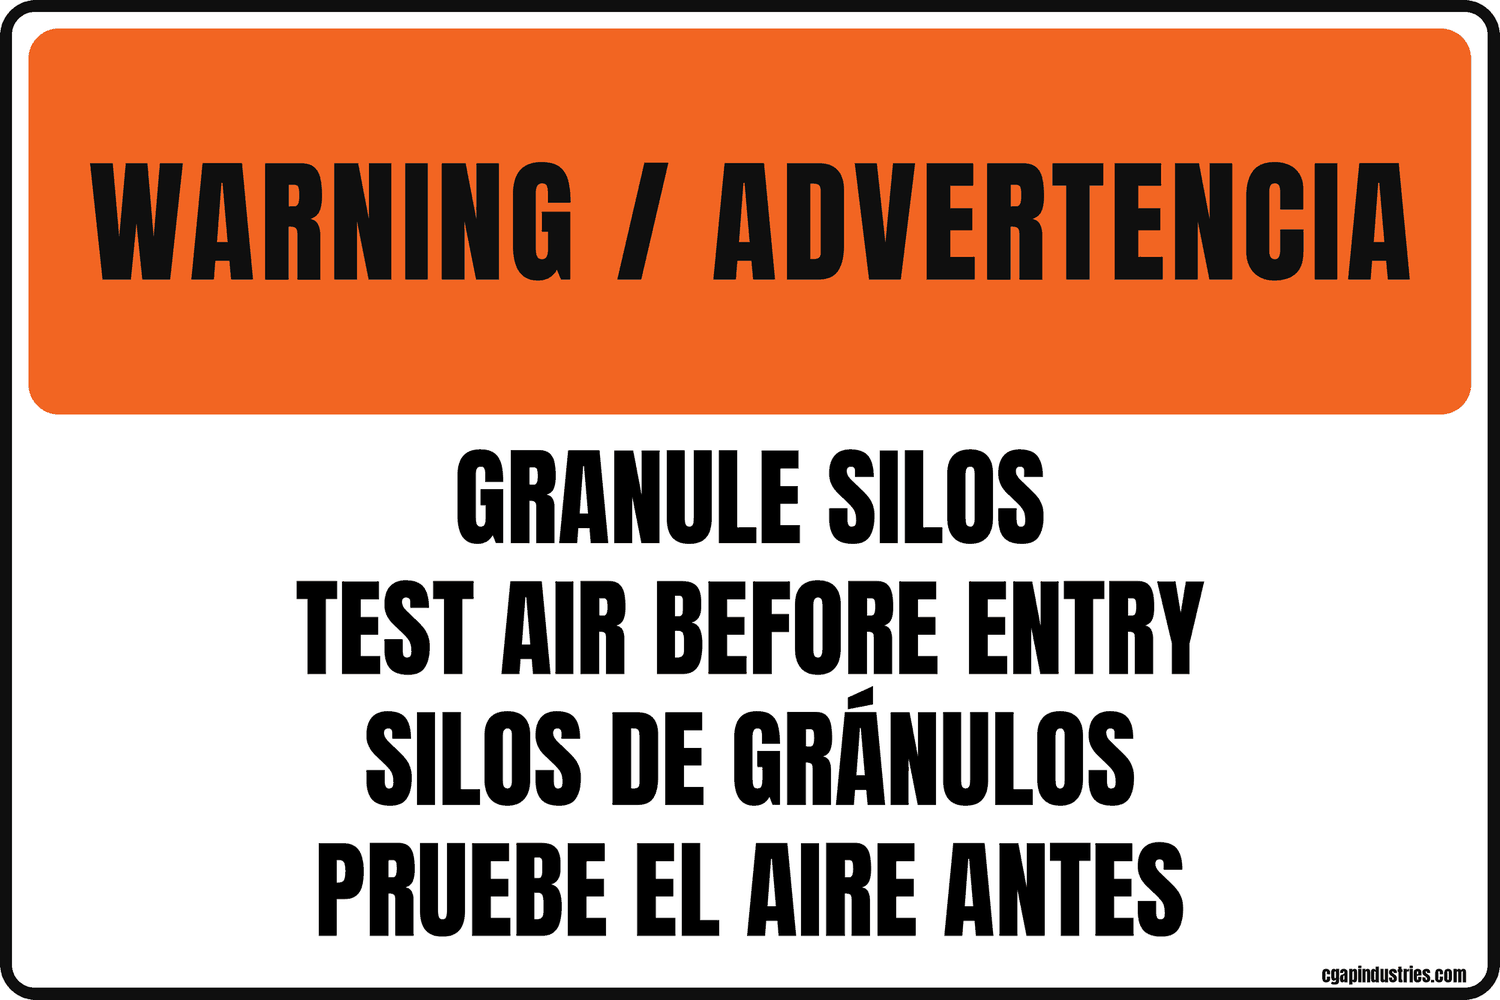 WARNING / ADVERTENCIA
GRANULE SILOS
TEST AIR BEFORE ENTRY
SILOS DE GRÁNULOS
PRUEBE EL AIRE ANTES
cgapindustries.com